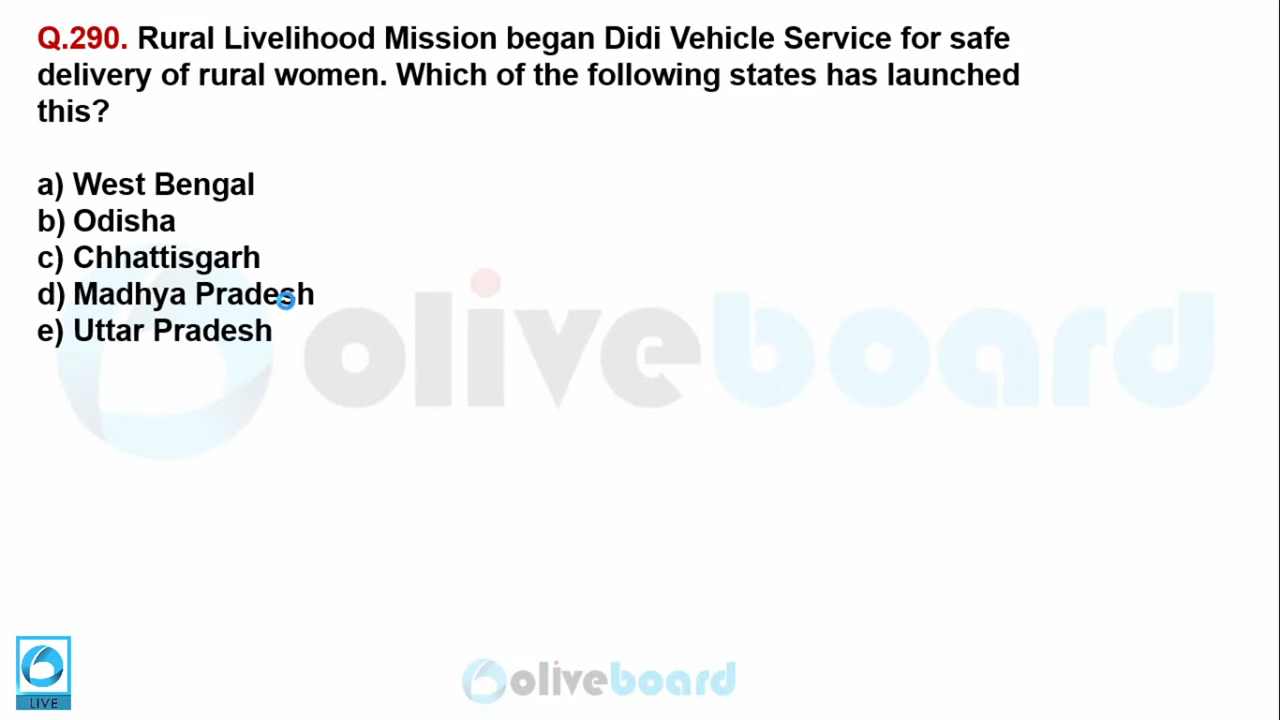 Q.290. Rural Livelihood Mission began Didi Vehicle Service for safe
delivery of rural women. Which of the following states has launched
this?
a) West Bengal
b) Odisha
c) Chhattisgarh
d) Madhya Pradesh
e) Uttar Pradesh
oliveboard
LIVE
oliveboard